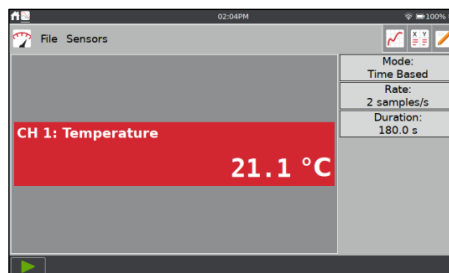 02:04PM
100%
File Sensors
X Y
Mode:
Time Based
Rate:
2 samples/s
Duration:
180.0 s
CH 1: Temperature
21.1 °C